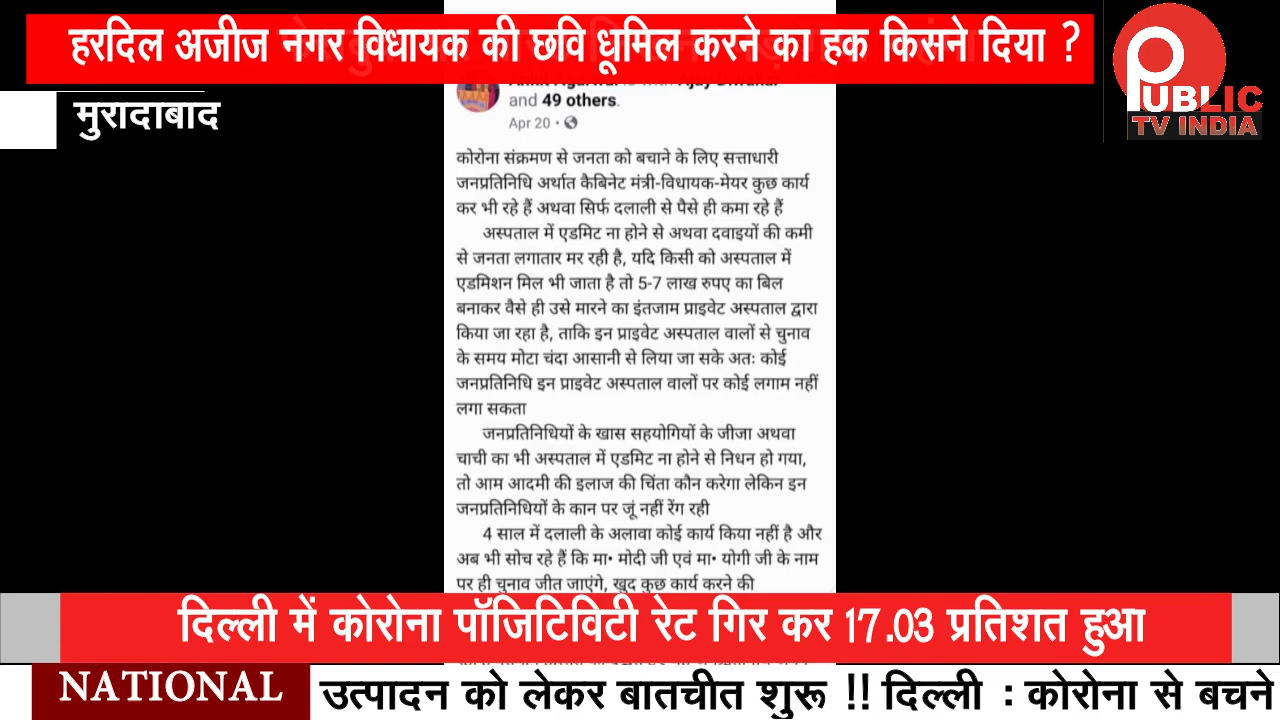 हरदिल अजीज नगर विधायक की छवि धूमिल करने का हक किसने दिया ?
PUBLIC
TV INDIA
मुरादाबाद
and 49 others.
Apr 20
कोरोना संक्रमण से जनता को बचाने के लिए सत्ताधारी
जनप्रतिनिधि अर्थात कैबिनेट मंत्री-विधायक-मेयर कुछ कार्य
कर भी रहे हैं अथवा सिर्फ दलाली से पैसे ही कमा रहे हैं
अस्पताल में एडमिट ना होने से अथवा दवाइयों की कमी
से जनता लगातार मर रही है, यदि किसी को अस्पताल में
एडमिशन मिल भी जाता है तो 5-7 लाख रुपए का बिल
बनाकर वैसे ही उसे मारने का इंतजाम प्राइवेट अस्पताल द्वारा
किया जा रहा है, ताकि इन प्राइवेट अस्पताल वालों से चुनाव
के समय मोटा चंदा आसानी से लिया जा सके अतः कोई
जनप्रतिनिधि इन प्राइवेट अस्पताल वालों पर कोई लगाम नहीं
लगा सकता
जनप्रतिनिधियों के खास सहयोगियों के जीजा अथवा
चाची का भी अस्पताल में एडमिट ना होने से निधन हो गया,
तो आम आदमी की इलाज की चिंता कौन करेगा लेकिन इन
जनप्रतिनिधियों के कान पर जूं नहीं रेंग रही
4 साल में दलाली के अलावा कोई कार्य किया नहीं है और
अब भी सोच रहे हैं कि मा• मोदी जी एवं मा• योगी जी के नाम
पर ही चुनाव जीत जाएंगे, खुद कुछ कार्य करने की
दिल्ली में कोरोना पॉजिटिविटी रेट गिर कर 17.03 प्रतिशत हुआ
NATIONAL
उत्पादन को लेकर बातचीत शुरू !! दिल्ली : कोरोना से बचने